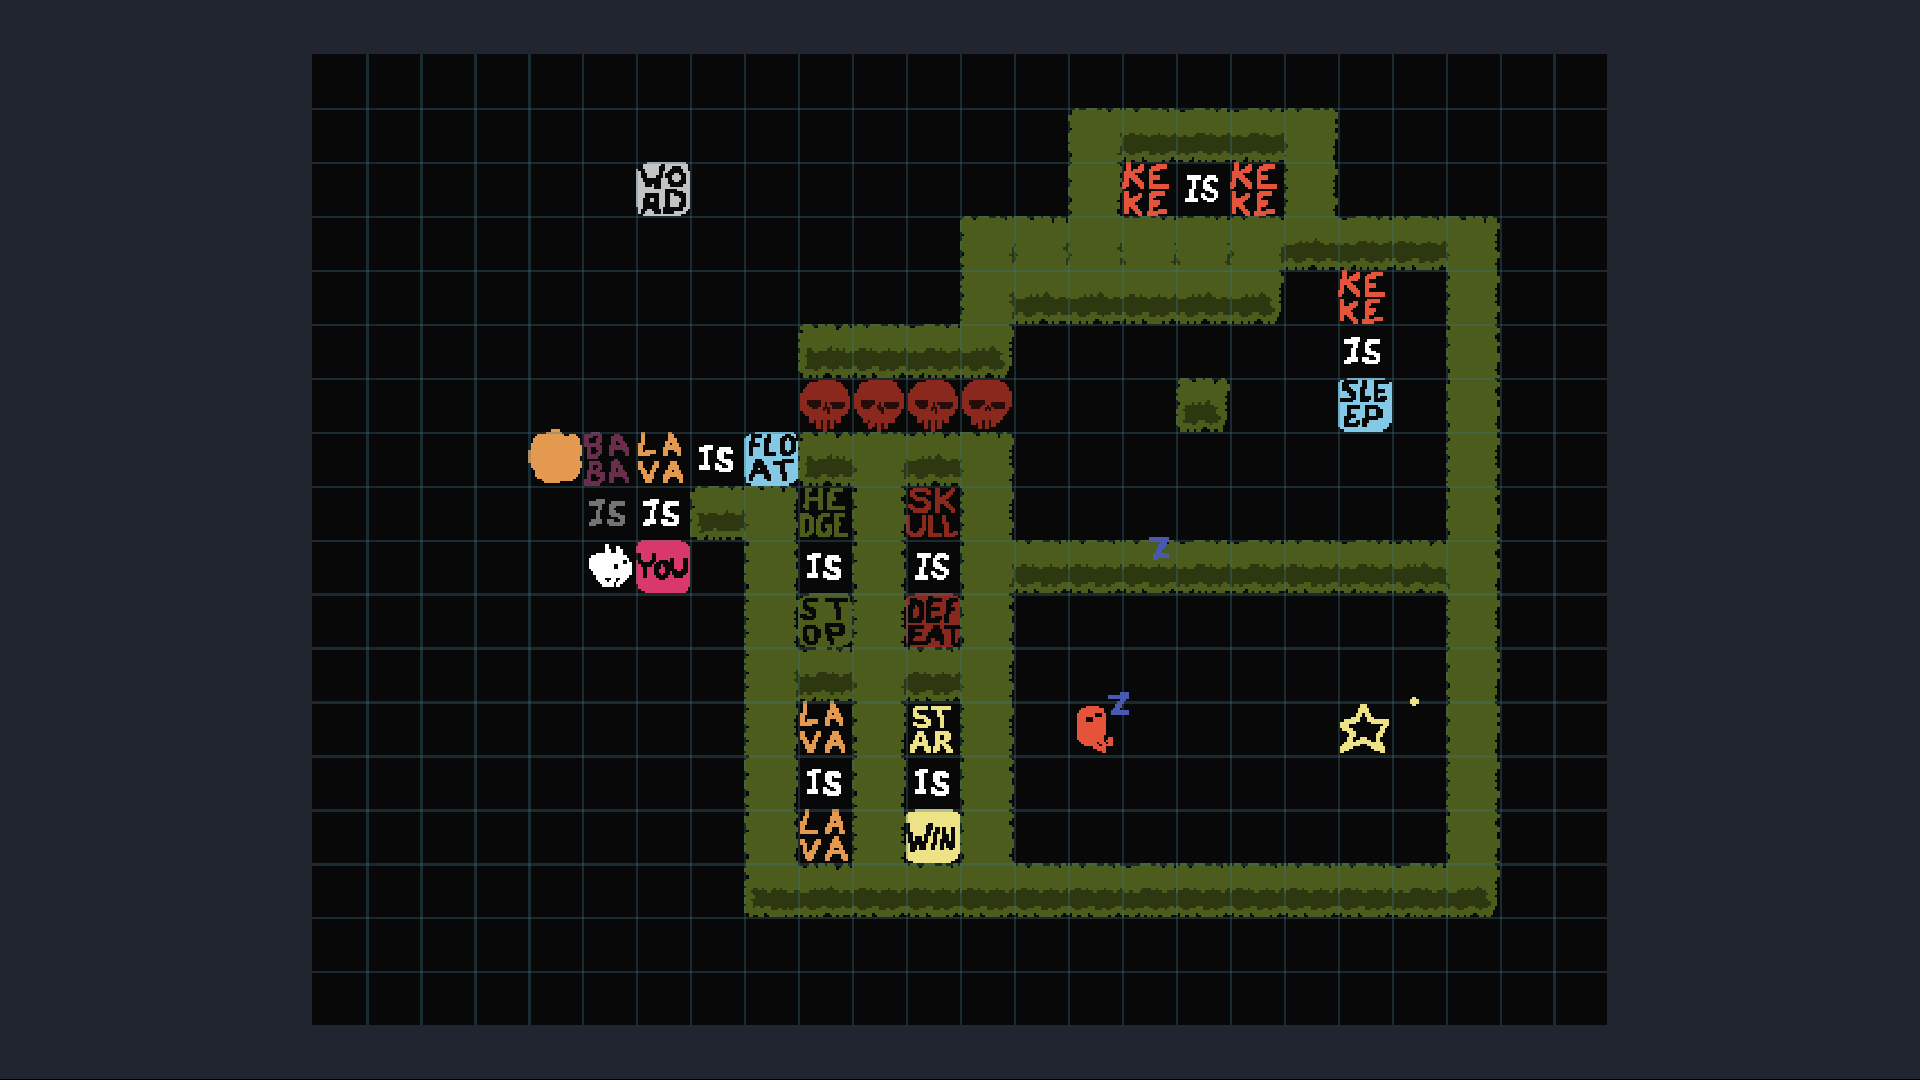 WORD KEKE IS KEKE
KEKE
IS
SLEEP
BABA LAVA IS FLOAT
IS IS HEDGE SKULL
YOU IS IS Z
STOP DEFEAT
LAVA STAR Z
IS IS
LAVA WIN